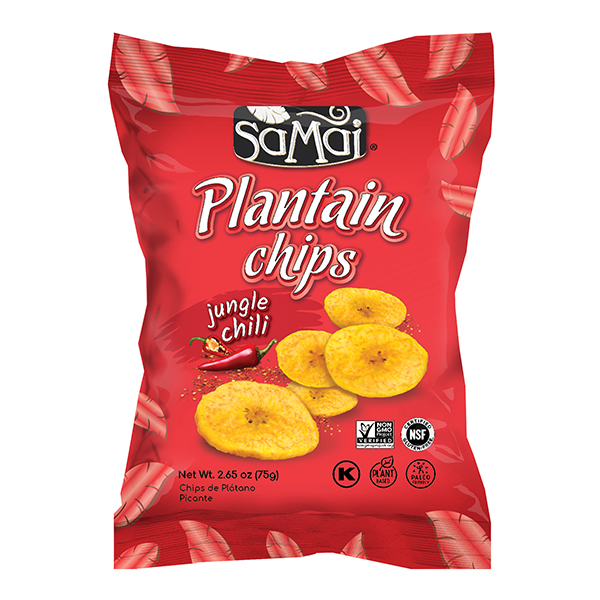 SaMai®
Plantain
chips
jungle
chili
NON
GMO
Project
VERIFIED
CERTIFIED
NSF
GLUTEN-FREE
K
PLANT
BASED
PALEO
FRIENDLY
Net Wt. 2.65 oz (75g)
Chips de Plátano
Picante